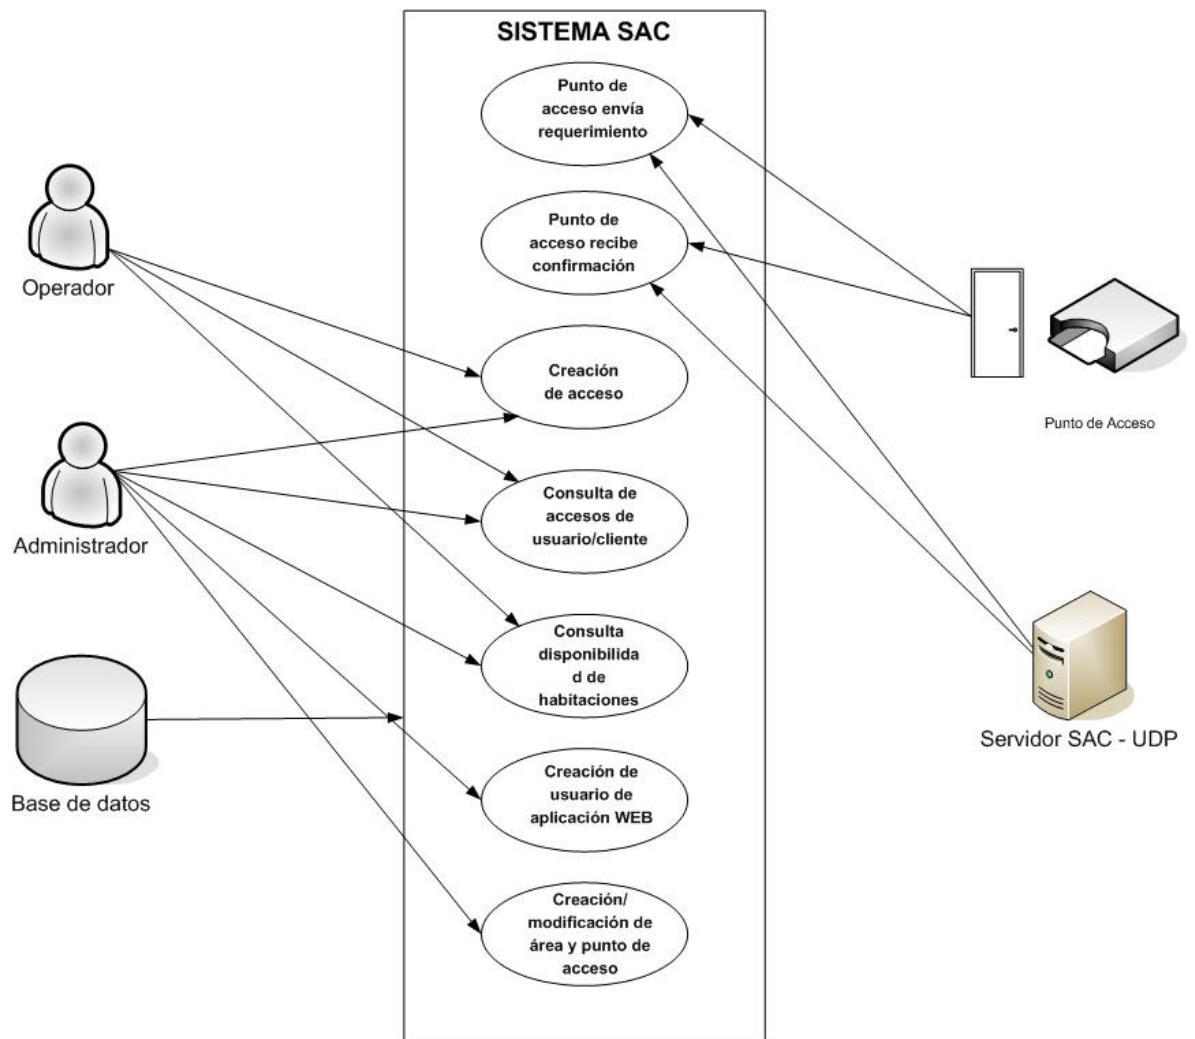 SISTEMA SAC
Punto de
acceso envía
requerimiento
Punto de
acceso recibe
confirmación
Operador
Creación
de acceso
Punto de Acceso
Administrador
Consulta de
accesos de
usuario/cliente
Consulta
disponibilida
d de
habitaciones
Servidor SAC - UDP
Base de datos
Creación de
usuario de
aplicación WEB
Creación/
modificación de
área y punto de
acceso